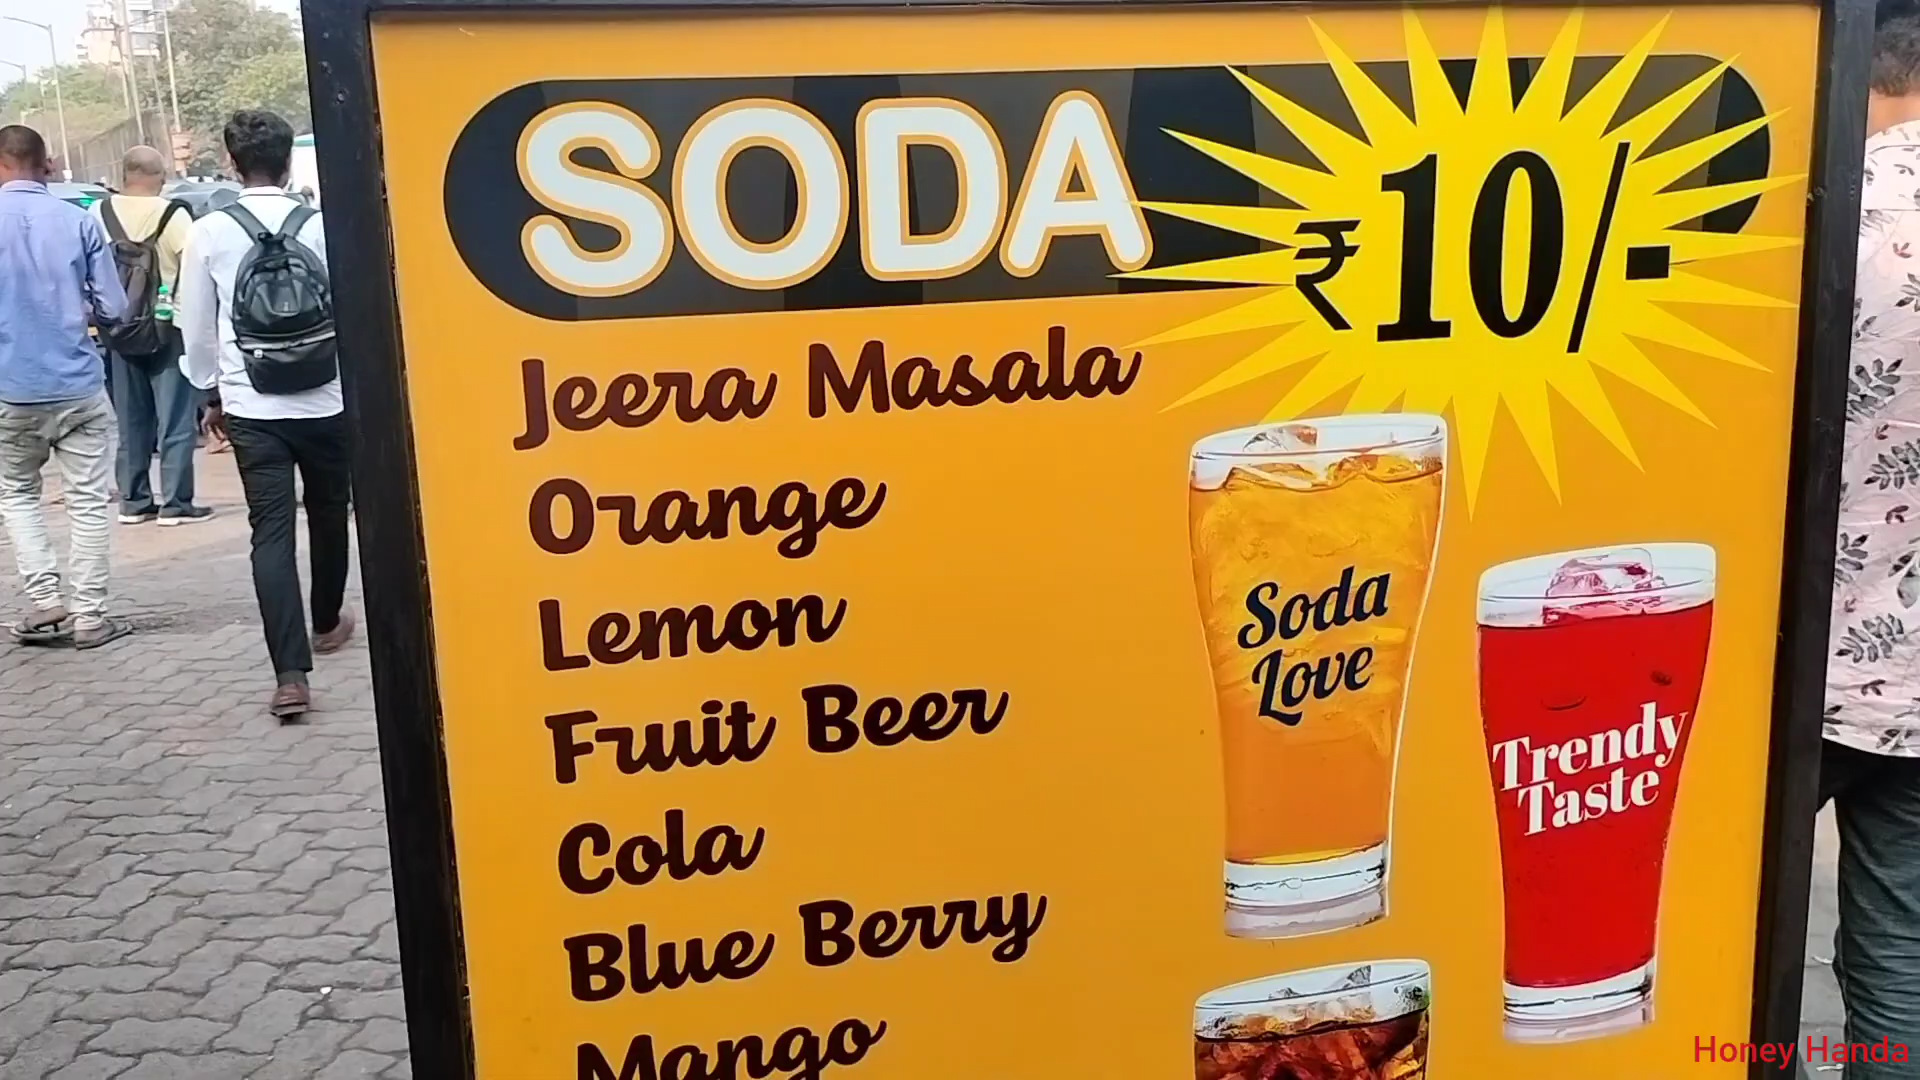 SODA
₹10/-
Jeera Masala
Orange
Lemon
Fruit Beer
Cola
Blue Berry
Mango
Soda
Love
Trendy
Taste
Honey Handa